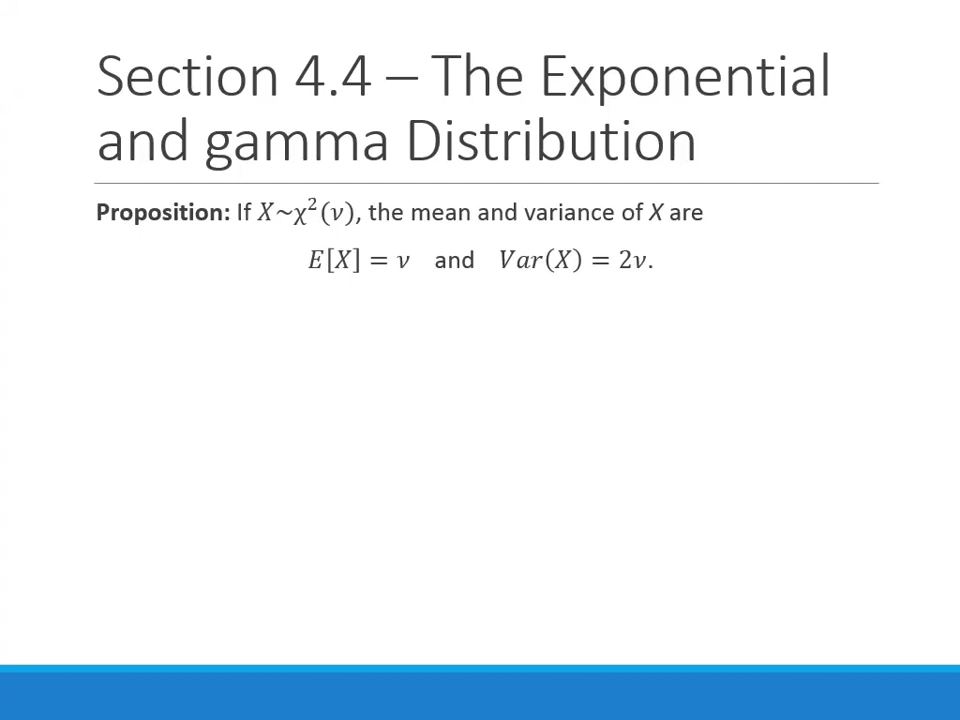 Section 4.4 – The Exponential
and gamma Distribution
Proposition: If 𝑋~χ²(𝜈), the mean and variance of X are
𝐸[𝑋] = 𝜈 and 𝑉𝑎𝑟(𝑋) = 2𝜈.